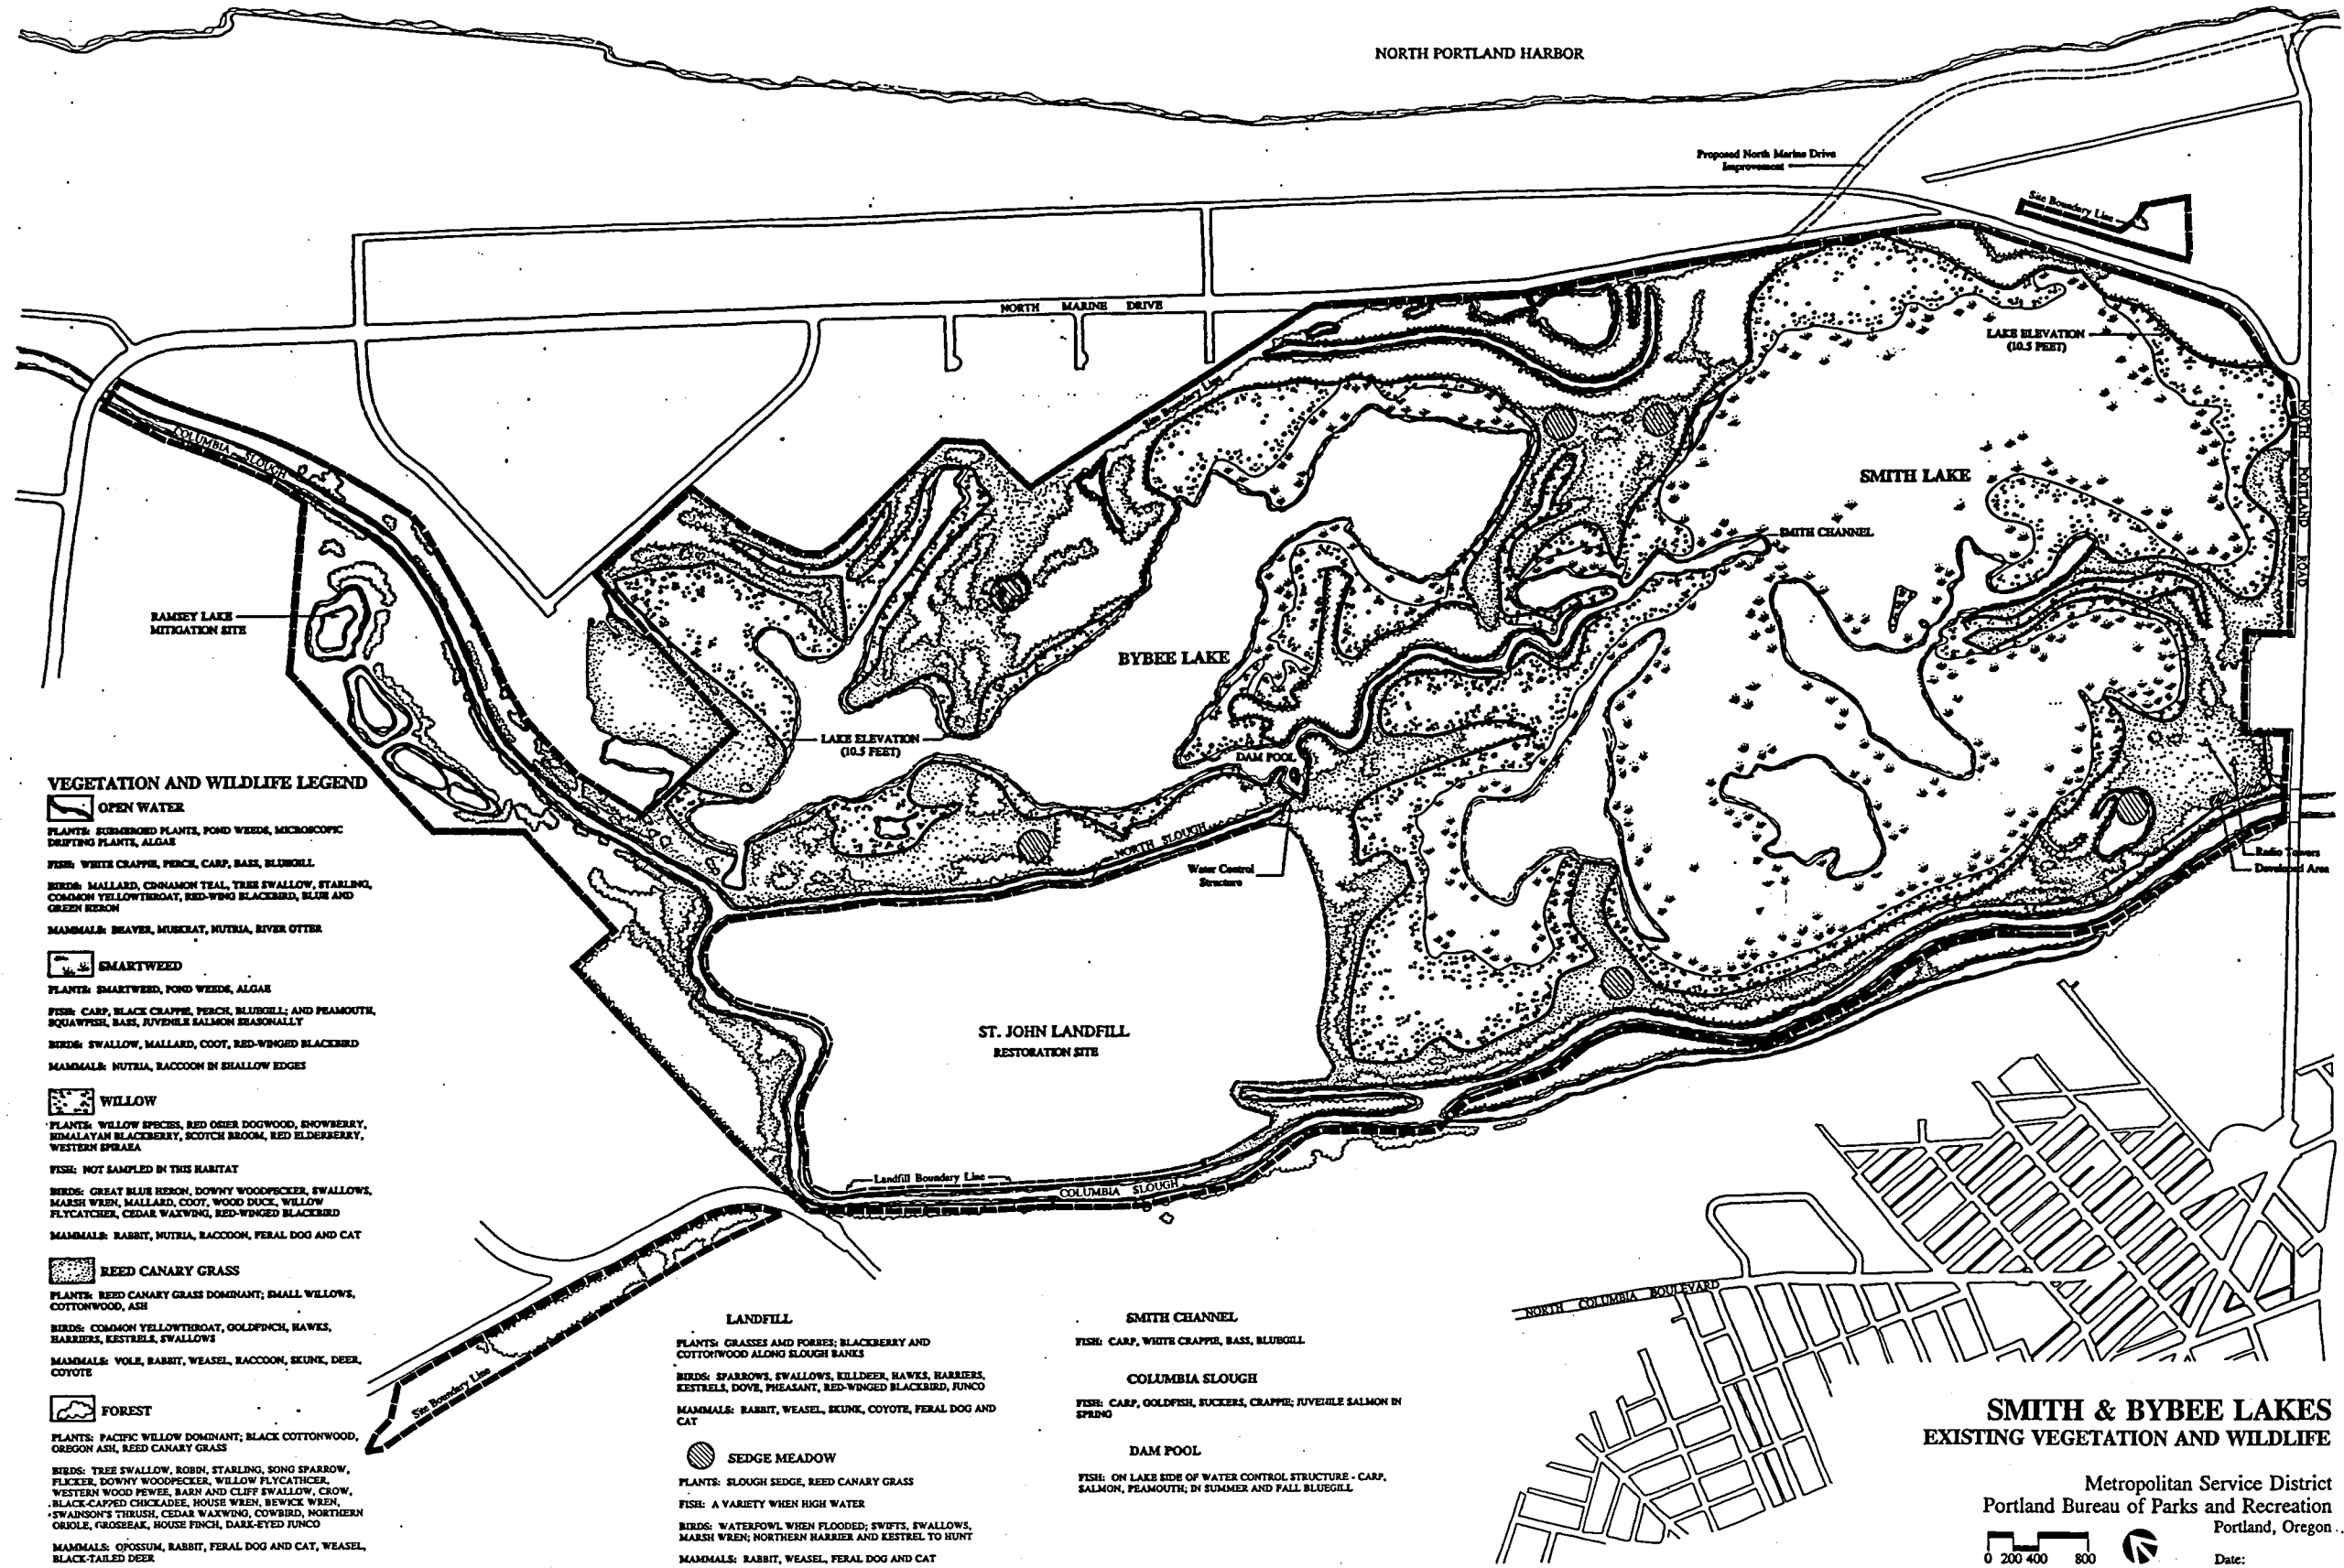 NORTH PORTLAND HARBOR
Proposed North Marine Drive
Improvement
Site Boundary Line
NORTH MARINE DRIVE
LAKE ELEVATION
(10.5 FEET)
Site Boundary Line
NORTH PORTLAND ROAD
COLUMBIA SLOUGH
SMITH LAKE
SMITH CHANNEL
RAMSEY LAKE
MITIGATION SITE
BYBEE LAKE
LAKE ELEVATION
(10.5 FEET)
DAM POOL
NORTH SLOUGH
Water Control
Structure
Radio Towers
Developed Area
ST. JOHN LANDFILL
RESTORATION SITE
Landfill Boundary Line
COLUMBIA SLOUGH
NORTH COLUMBIA BOULEVARD
Site Boundary Line
VEGETATION AND WILDLIFE LEGEND
OPEN WATER
PLANTS: SUBMERGED PLANTS, POND WEEDS, MICROSCOPIC
DRIFTING PLANTS, ALGAE
FISH: WHITE CRAPPIE, PERCH, CARP, BASS, BLUEGILL
BIRDS: MALLARD, CINNAMON TEAL, TREE SWALLOW, STARLING,
COMMON YELLOWTHROAT, RED-WING BLACKBIRD, BLUE AND
GREEN HERON
MAMMALS: BEAVER, MUSKRAT, NUTRIA, RIVER OTTER
SMARTWEED
PLANTS: SMARTWEED, POND WEEDS, ALGAE
FISH: CARP, BLACK CRAPPIE, PERCH, BLUEGILL; AND PEAMOUTH,
SQUAWFISH, BASS, JUVENILE SALMON SEASONALLY
BIRDS: SWALLOW, MALLARD, COOT, RED-WINGED BLACKBIRD
MAMMALS: NUTRIA, RACCOON IN SHALLOW EDGES
WILLOW
PLANTS: WILLOW SPECIES, RED OSIER DOGWOOD, SNOWBERRY,
HIMALAYAN BLACKBERRY, SCOTCH BROOM, RED ELDERBERRY,
WESTERN SPIRAEA
FISH: NOT SAMPLED IN THIS HABITAT
BIRDS: GREAT BLUE HERON, DOWNY WOODPECKER, SWALLOWS,
MARSH WREN, MALLARD, COOT, WOOD DUCK, WILLOW
FLYCATCHER, CEDAR WAXWING, RED-WINGED BLACKBIRD
MAMMALS: RABBIT, NUTRIA, RACCOON, FERAL DOG AND CAT
REED CANARY GRASS
PLANTS: REED CANARY GRASS DOMINANT; SMALL WILLOWS,
COTTONWOOD, ASH
BIRDS: COMMON YELLOWTHROAT, GOLDFINCH, HAWKS,
HARRIERS, KESTRELS, SWALLOWS
MAMMALS: VOLE, RABBIT, WEASEL, RACCOON, SKUNK, DEER,
COYOTE
FOREST
PLANTS: PACIFIC WILLOW DOMINANT; BLACK COTTONWOOD,
OREGON ASH, REED CANARY GRASS
BIRDS: TREE SWALLOW, ROBIN, STARLING, SONG SPARROW,
FLICKER, DOWNY WOODPECKER, WILLOW FLYCATHCER,
WESTERN WOOD PEWEE, BARN AND CLIFF SWALLOW, CROW,
BLACK-CAPPED CHICKADEE, HOUSE WREN, BEWICK WREN,
SWAINSON'S THRUSH, CEDAR WAXWING, COWBIRD, NORTHERN
ORIOLE, GROSBEAK, HOUSE FINCH, DARK-EYED JUNCO
MAMMALS: OPOSSUM, RABBIT, FERAL DOG AND CAT, WEASEL,
BLACK-TAILED DEER
LANDFILL
PLANTS: GRASSES AMD FORBES; BLACKBERRY AND
COTTONWOOD ALONG SLOUGH BANKS
BIRDS: SPARROWS, SWALLOWS, KILLDEER, HAWKS, HARRIERS,
KESTRELS, DOVE, PHEASANT, RED-WINGED BLACKBIRD, JUNCO
MAMMALS: RABBIT, WEASEL, SKUNK, COYOTE, FERAL DOG AND
CAT
SEDGE MEADOW
PLANTS: SLOUGH SEDGE, REED CANARY GRASS
FISH: A VARIETY WHEN HIGH WATER
BIRDS: WATERFOWL WHEN FLOODED; SWIFTS, SWALLOWS,
MARSH WREN; NORTHERN HARRIER AND KESTREL TO HUNT
MAMMALS: RABBIT, WEASEL, FERAL DOG AND CAT
SMITH CHANNEL
FISH: CARP, WHITE CRAPPIE, BASS, BLUEGILL
COLUMBIA SLOUGH
FISH: CARP, GOLDFISH, SUCKERS, CRAPPIE; JUVENILE SALMON IN
SPRING
DAM POOL
FISH: ON LAKE SIDE OF WATER CONTROL STRUCTURE - CARP,
SALMON, PEAMOUTH; IN SUMMER AND FALL BLUEGILL
SMITH & BYBEE LAKES
EXISTING VEGETATION AND WILDLIFE
Metropolitan Service District
Portland Bureau of Parks and Recreation
Portland, Oregon
0 200 400 800
Date: